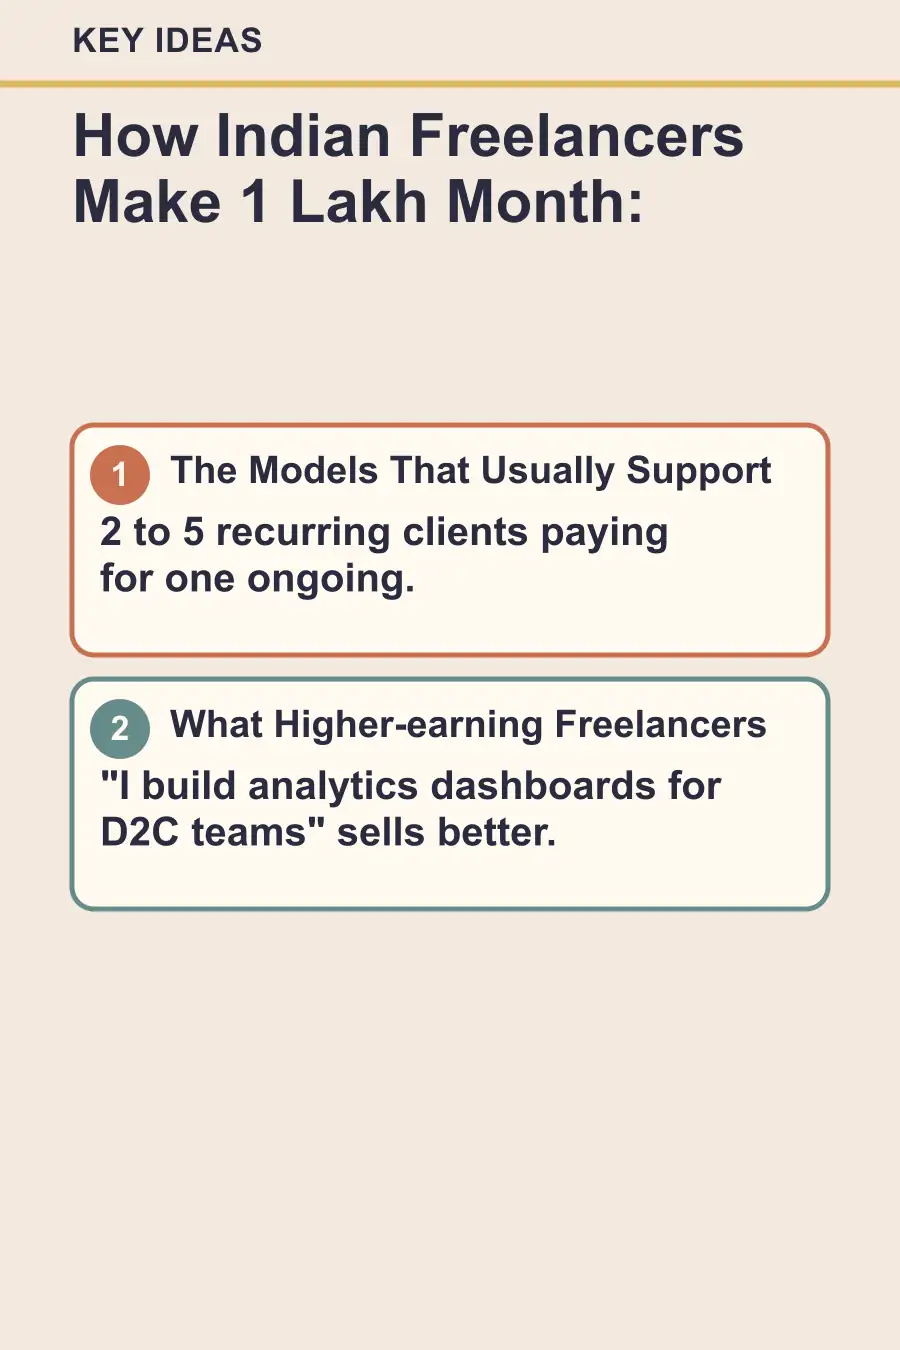 KEY IDEAS
How Indian Freelancers
Make 1 Lakh Month:
1 The Models That Usually Support
2 to 5 recurring clients paying
for one ongoing.
2 What Higher-earning Freelancers
"I build analytics dashboards for
D2C teams" sells better.